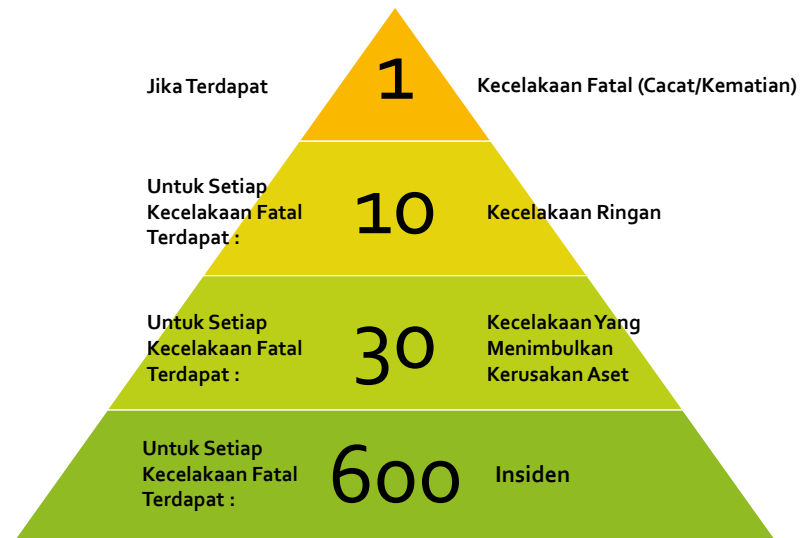 Jika Terdapat
1
Kecelakaan Fatal (Cacat/Kematian)
Untuk Setiap
Kecelakaan Fatal
Terdapat :
10
Kecelakaan Ringan
Untuk Setiap
Kecelakaan Fatal
Terdapat :
30
Kecelakaan Yang
Menimbulkan
Kerusakan Aset
Untuk Setiap
Kecelakaan Fatal
Terdapat :
600
Insiden